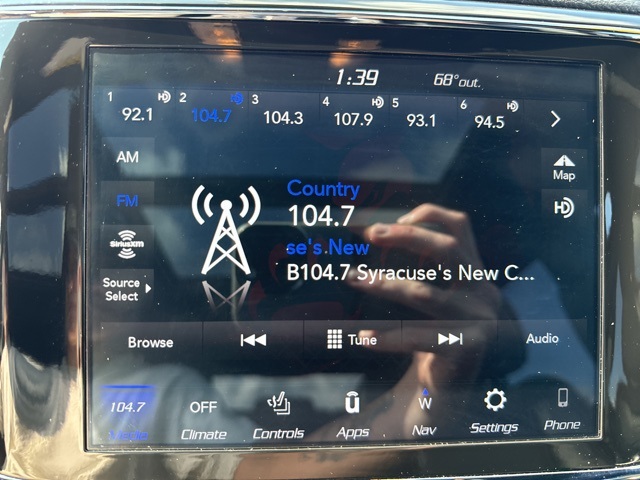 1:39 68°out.
1 2 3 4 5 6
92.1 104.7 104.3 107.9 93.1 94.5
AM
Map
FM
Country
104.7
SiriusXM
se's New
B104.7 Syracuse's New C...
Source
Select
Browse Tune Audio
104.7 OFF W
Climate Controls Apps Nav Settings Phone